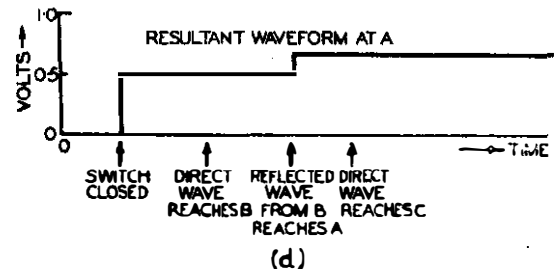 1.0
RESULTANT WAVEFORM AT A
VOLTS→
0.5
0
0
TIME
SWITCH CLOSED
DIRECT WAVE REACHES B
REFLECTED WAVE FROM B REACHES A
DIRECT WAVE REACHES C
(d)